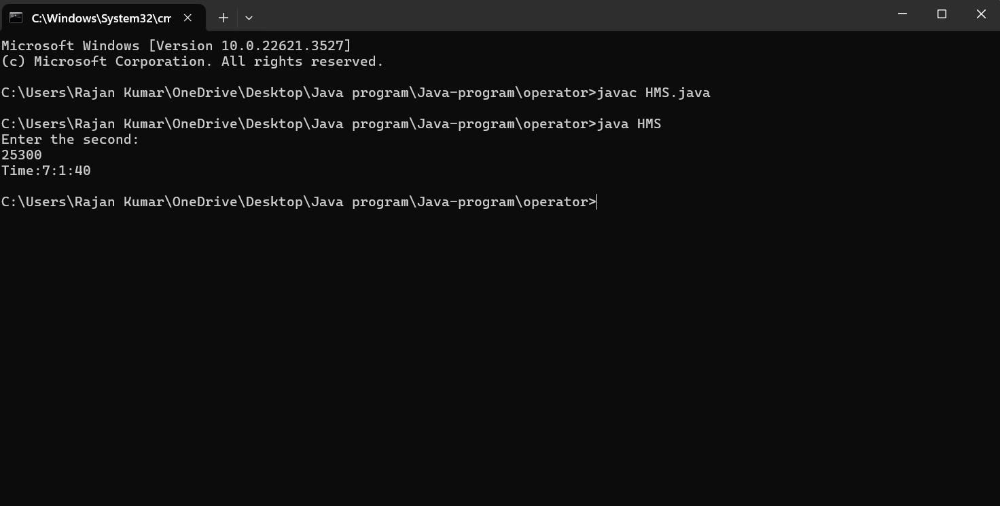 C:\Windows\System32\cm
Microsoft Windows [Version 10.0.22621.3527]
(c) Microsoft Corporation. All rights reserved.
C:\Users\Rajan Kumar\OneDrive\Desktop\Java program\Java-program\operator>javac HMS.java
C:\Users\Rajan Kumar\OneDrive\Desktop\Java program\Java-program\operator>java HMS
Enter the second:
25300
Time:7:1:40
C:\Users\Rajan Kumar\OneDrive\Desktop\Java program\Java-program\operator>